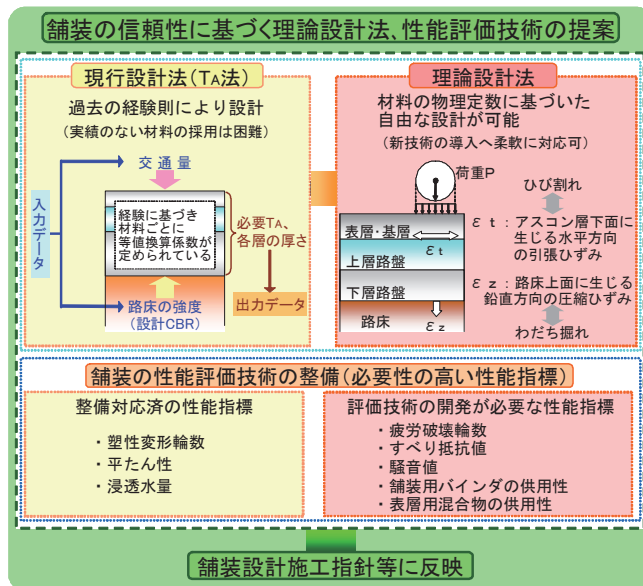 舗装の信頼性に基づく理論設計法、性能評価技術の提案
現行設計法(TA法)
過去の経験則により設計
(実績のない材料の採用は困難)
入力データ
交通量
経験に基づき
材料ごとに
等値換算係数が
定められている
路床の強度
(設計CBR)
必要TA、
各層の厚さ
出力データ
理論設計法
材料の物理定数に基づいた
自由な設計が可能
(新技術の導入へ柔軟に対応可)
荷重P
表層・基層
εt
上層路盤
下層路盤
路床
εz
ひび割れ
εt:アスコン層下面に
生じる水平方向
の引張ひずみ
εz:路床上面に生じる
鉛直方向の圧縮ひずみ
わだち掘れ
舗装の性能評価技術の整備(必要性の高い性能指標)
整備対応済の性能指標
・塑性変形輪数
・平たん性
・浸透水量
評価技術の開発が必要な性能指標
・疲労破壊輪数
・すべり抵抗値
・騒音値
・舗装用バインダの供用性
・表層用混合物の供用性
舗装設計施工指針等に反映